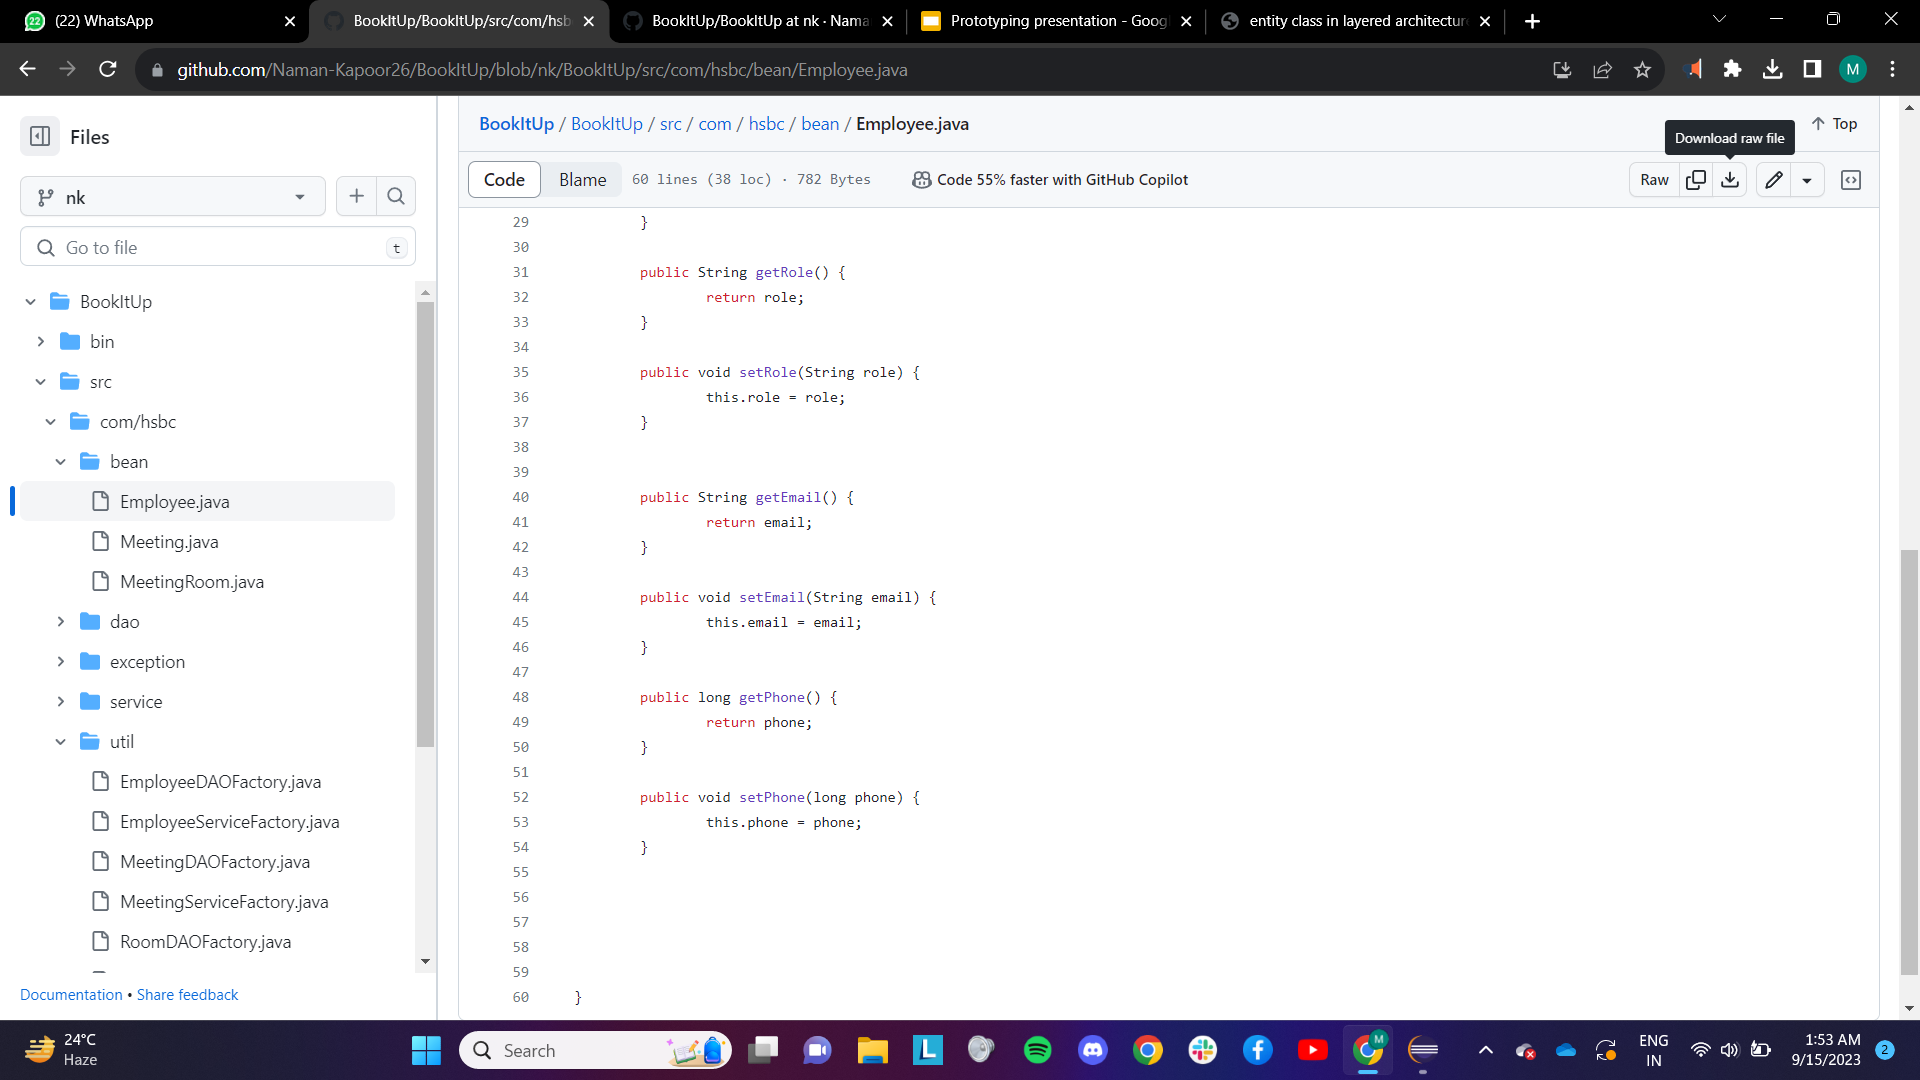 22
(22) WhatsApp
BookItUp/BookItUp/src/com/hsb
BookItUp/BookItUp at nk · Nama
Prototyping presentation - Goog
entity class in layered architectur
github.com/Naman-Kapoor26/BookItUp/blob/nk/BookItUp/src/com/hsbc/bean/Employee.java
M
Files
BookItUp / BookItUp / src / com / hsbc / bean / Employee.java
Top
Download raw file
Code
Blame
60 lines (38 loc) · 782 Bytes
Code 55% faster with GitHub Copilot
Raw
nk
Go to file
t
BookItUp
bin
src
com/hsbc
bean
Employee.java
Meeting.java
MeetingRoom.java
dao
exception
service
util
EmployeeDAOFactory.java
EmployeeServiceFactory.java
MeetingDAOFactory.java
MeetingServiceFactory.java
RoomDAOFactory.java
Documentation • Share feedback
29 }
30
31 public String getRole() {
32 return role;
33 }
34
35 public void setRole(String role) {
36 this.role = role;
37 }
38
39
40 public String getEmail() {
41 return email;
42 }
43
44 public void setEmail(String email) {
45 this.email = email;
46 }
47
48 public long getPhone() {
49 return phone;
50 }
51
52 public void setPhone(long phone) {
53 this.phone = phone;
54 }
55
56
57
58
59
60 }
24°C
Haze
Search
L
M
ENG
IN
1:53 AM
9/15/2023
2